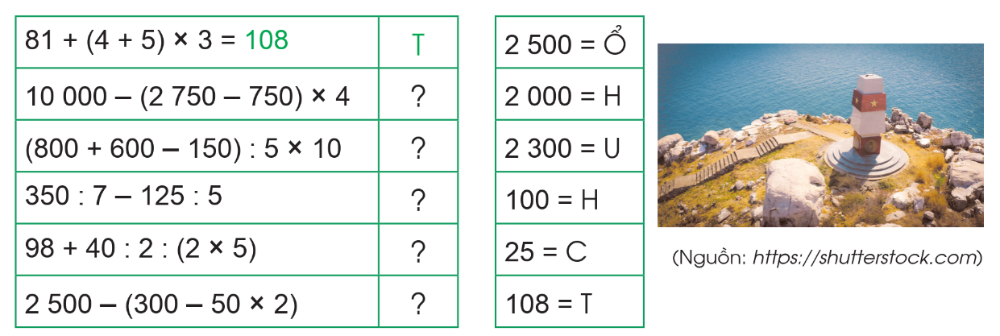 81 + (4 + 5) × 3 = 108 T
10 000 – (2 750 – 750) × 4 ?
(800 + 600 – 150) : 5 × 10 ?
350 : 7 – 125 : 5 ?
98 + 40 : 2 : (2 × 5) ?
2 500 – (300 – 50 × 2) ?
2 500 = Ổ
2 000 = H
2 300 = U
100 = H
25 = C
108 = T
(Nguồn: https://shutterstock.com)